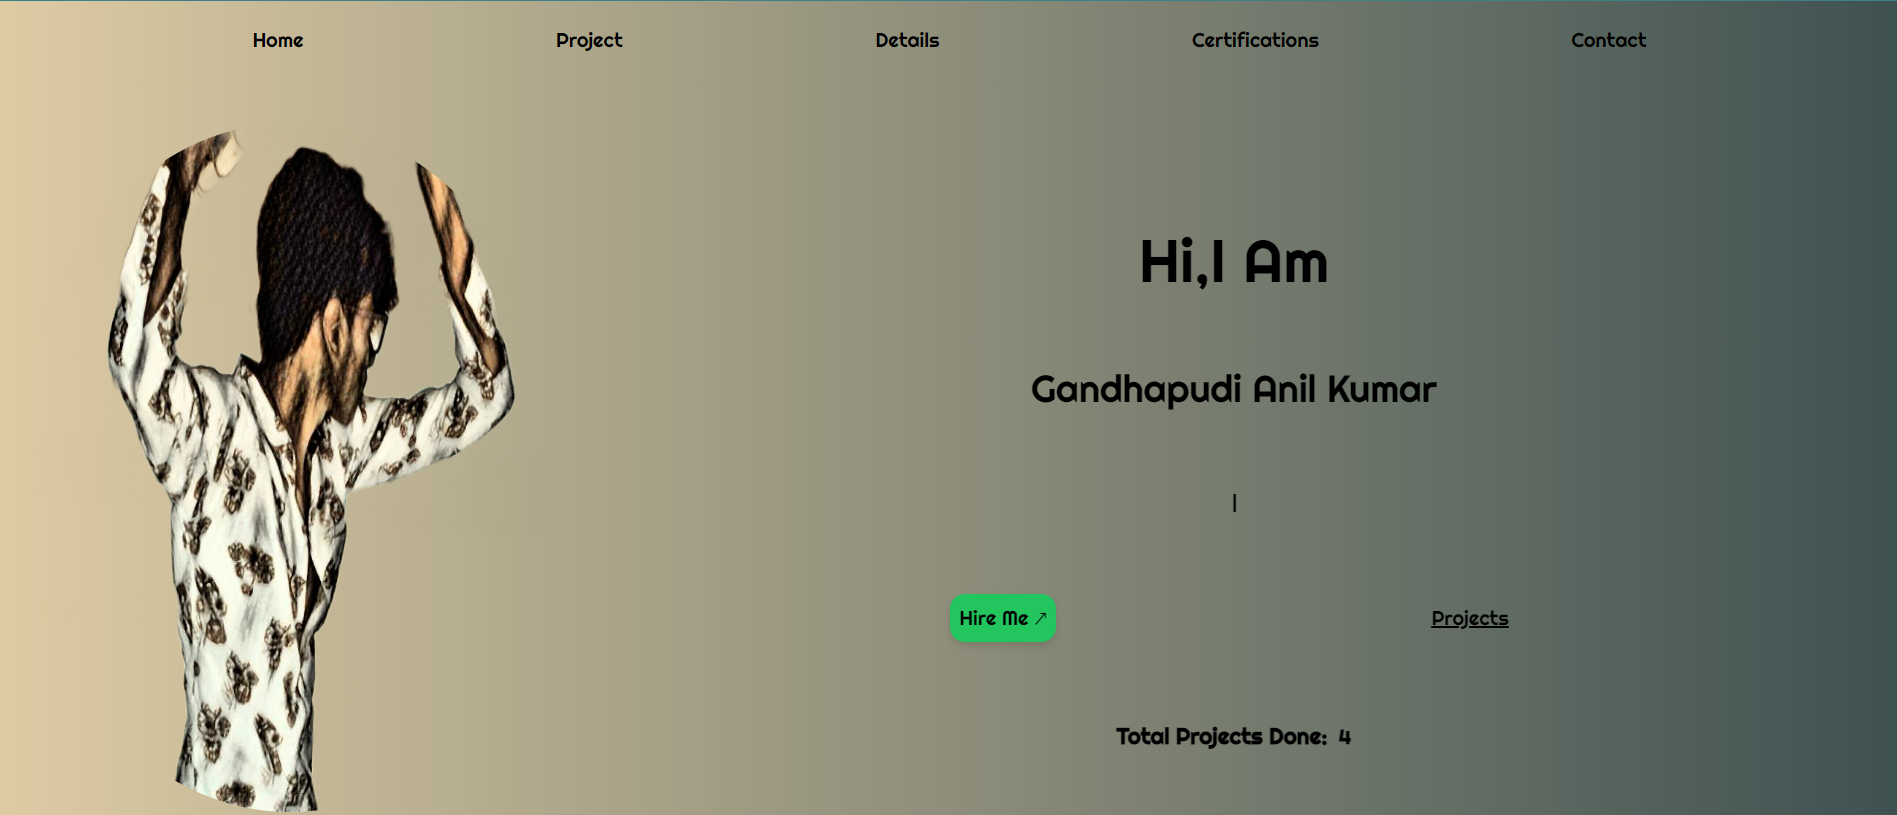 Home Project Details Certifications Contact
Hi,I Am
Gandhapudi Anil Kumar
|
Hire Me ↗ Projects
Total Projects Done: 4